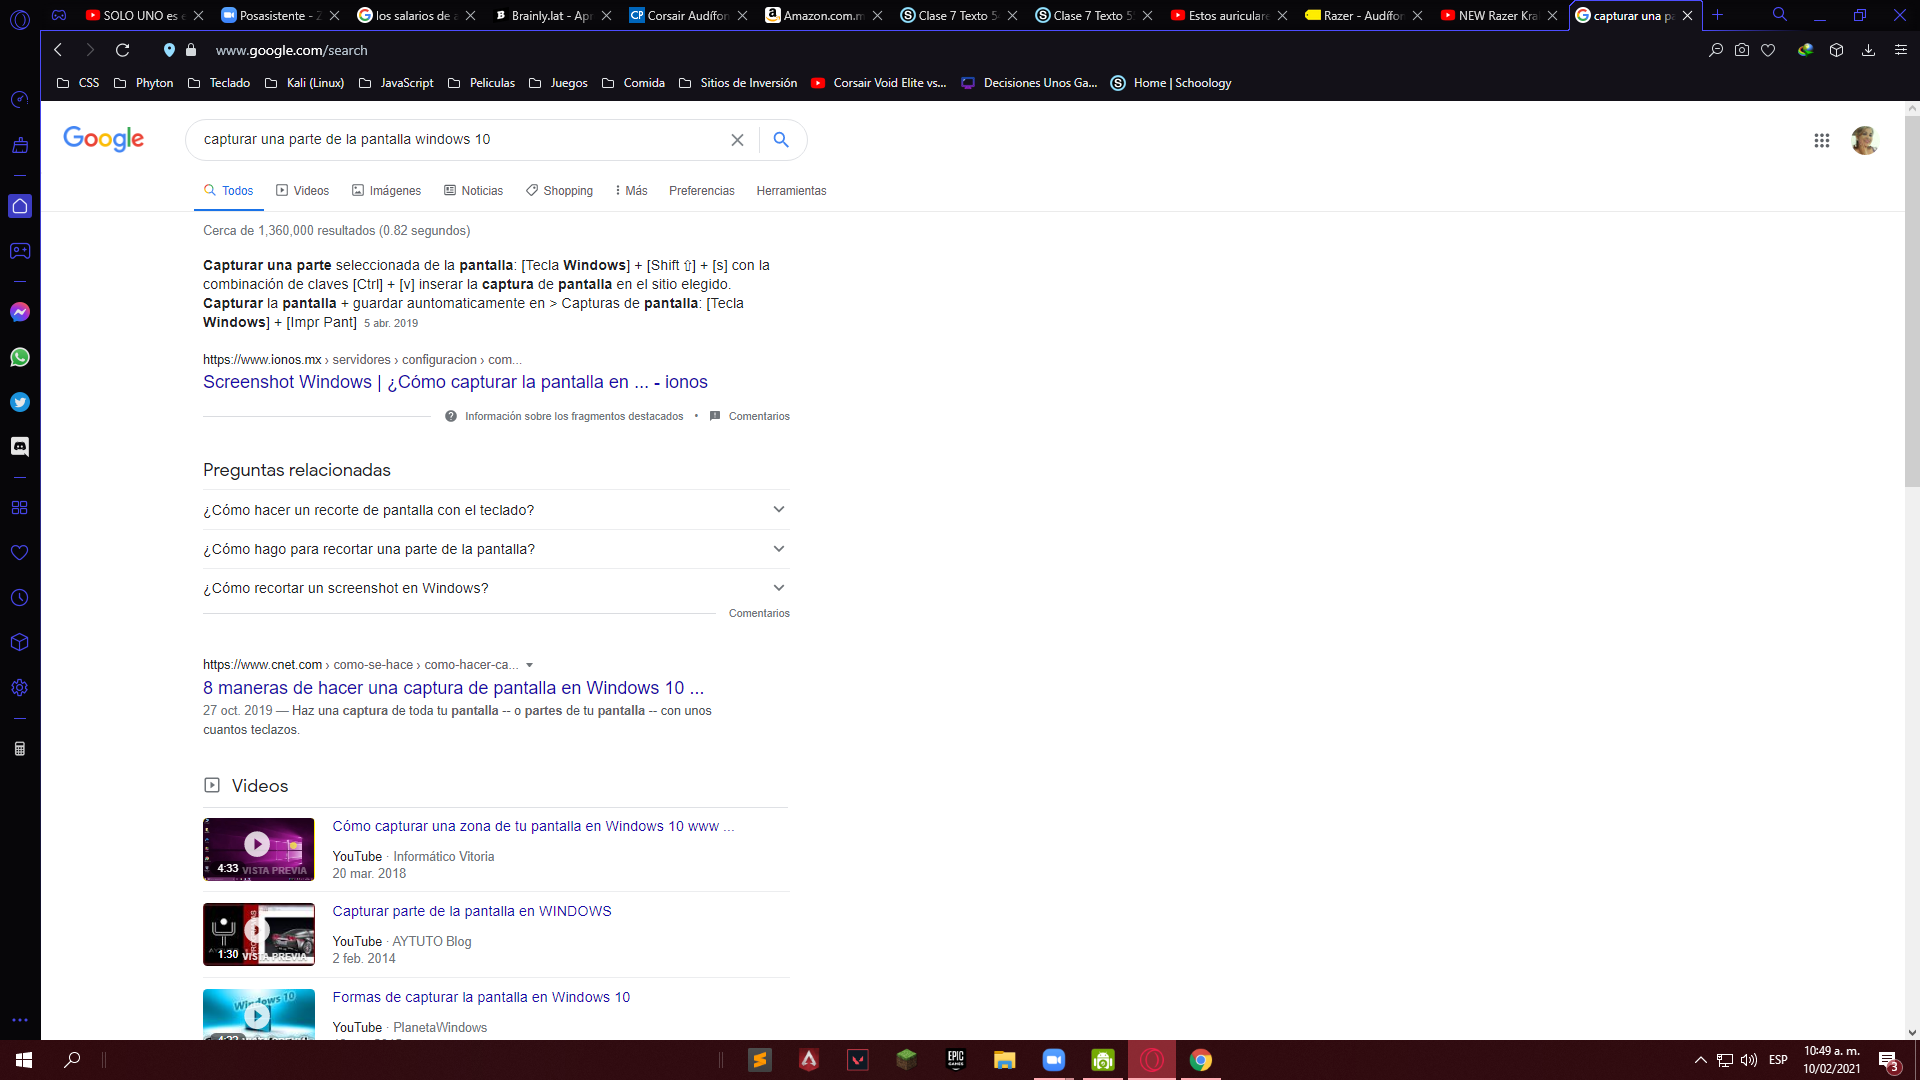 SOLO UNO es
Posasistente - Z
los salarios de a
Brainly.lat - Apr
Corsair Audífon
Amazon.com.m
Clase 7 Texto 5
Clase 7 Texto 5
Estos auriculare
Razer - Audífon
NEW Razer Kra
capturar una pa
www.google.com/search
CSS
Phyton
Teclado
Kali (Linux)
JavaScript
Peliculas
Juegos
Comida
Sitios de Inversión
Corsair Void Elite vs...
Decisiones Unos Ga...
Home | Schoology
Google
capturar una parte de la pantalla windows 10
Todos
Videos
Imágenes
Noticias
Shopping
Más
Preferencias
Herramientas
Cerca de 1,360,000 resultados (0.82 segundos)
Capturar una parte seleccionada de la pantalla: [Tecla Windows] + [Shift ⇧] + [s] con la
combinación de claves [Ctrl] + [v] inserar la captura de pantalla en el sitio elegido.
Capturar la pantalla + guardar auntomaticamente en > Capturas de pantalla: [Tecla
Windows] + [Impr Pant] 5 abr. 2019
https://www.ionos.mx › servidores › configuracion › com...
Screenshot Windows | ¿Cómo capturar la pantalla en ... - ionos
Información sobre los fragmentos destacados • Comentarios
Preguntas relacionadas
¿Cómo hacer un recorte de pantalla con el teclado?
¿Cómo hago para recortar una parte de la pantalla?
¿Cómo recortar un screenshot en Windows?
Comentarios
https://www.cnet.com › como-se-hace › como-hacer-ca...
8 maneras de hacer una captura de pantalla en Windows 10 ...
27 oct. 2019 — Haz una captura de toda tu pantalla -- o partes de tu pantalla -- con unos
cuantos teclazos.
Videos
Cómo capturar una zona de tu pantalla en Windows 10 www ...
YouTube · Informático Vitoria
20 mar. 2018
4:33 VISTA PREVIA
Capturar parte de la pantalla en WINDOWS
YouTube · AYTUTO Blog
2 feb. 2014
1:30 VISTA PREVIA
Windows 10
Formas de capturar la pantalla en Windows 10
YouTube · PlanetaWindows
EPIC
GAMES
ESP
10:49 a. m.
10/02/2021
3